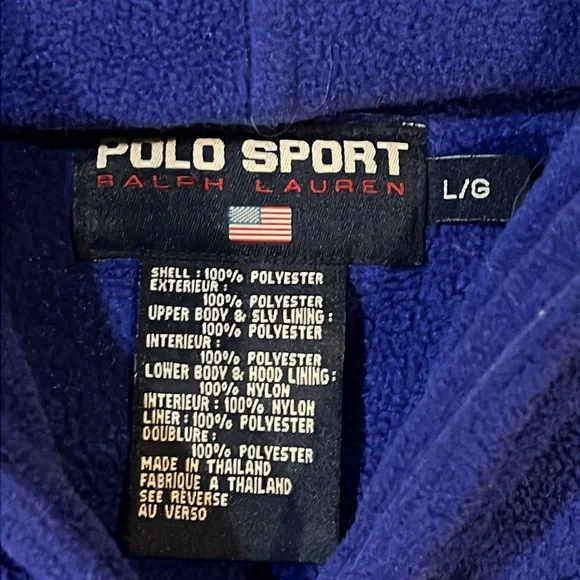 POLO SPORT
RALPH LAUREN
L/G
SHELL : 100% POLYESTER
EXTERIEUR :
100% POLYESTER
UPPER BODY & SLV LINING :
100% POLYESTER
INTERIEUR :
100% POLYESTER
LOWER BODY & HOOD LINING :
100% NYLON
INTERIEUR : 100% NYLON
LINER : 100% POLYESTER
DOUBLURE :
100% POLYESTER
MADE IN THAILAND
FABRIQUE A THAILAND
SEE REVERSE
AU VERSO